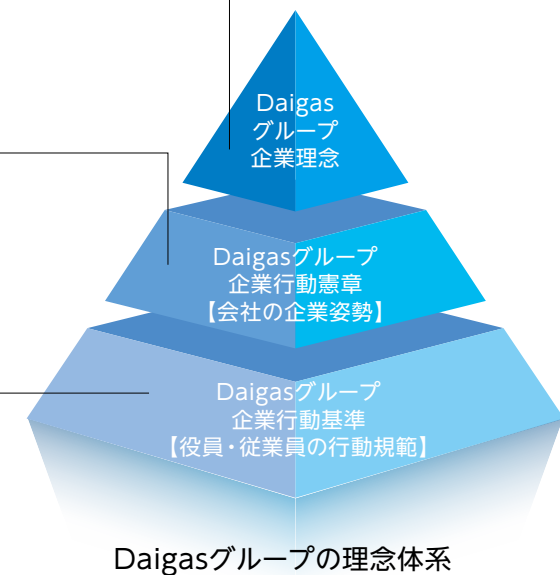 Daigas
グループ
企業理念
Daigasグループ
企業行動憲章
【会社の企業姿勢】
Daigasグループ
企業行動基準
【役員・従業員の行動規範】
Daigasグループの理念体系